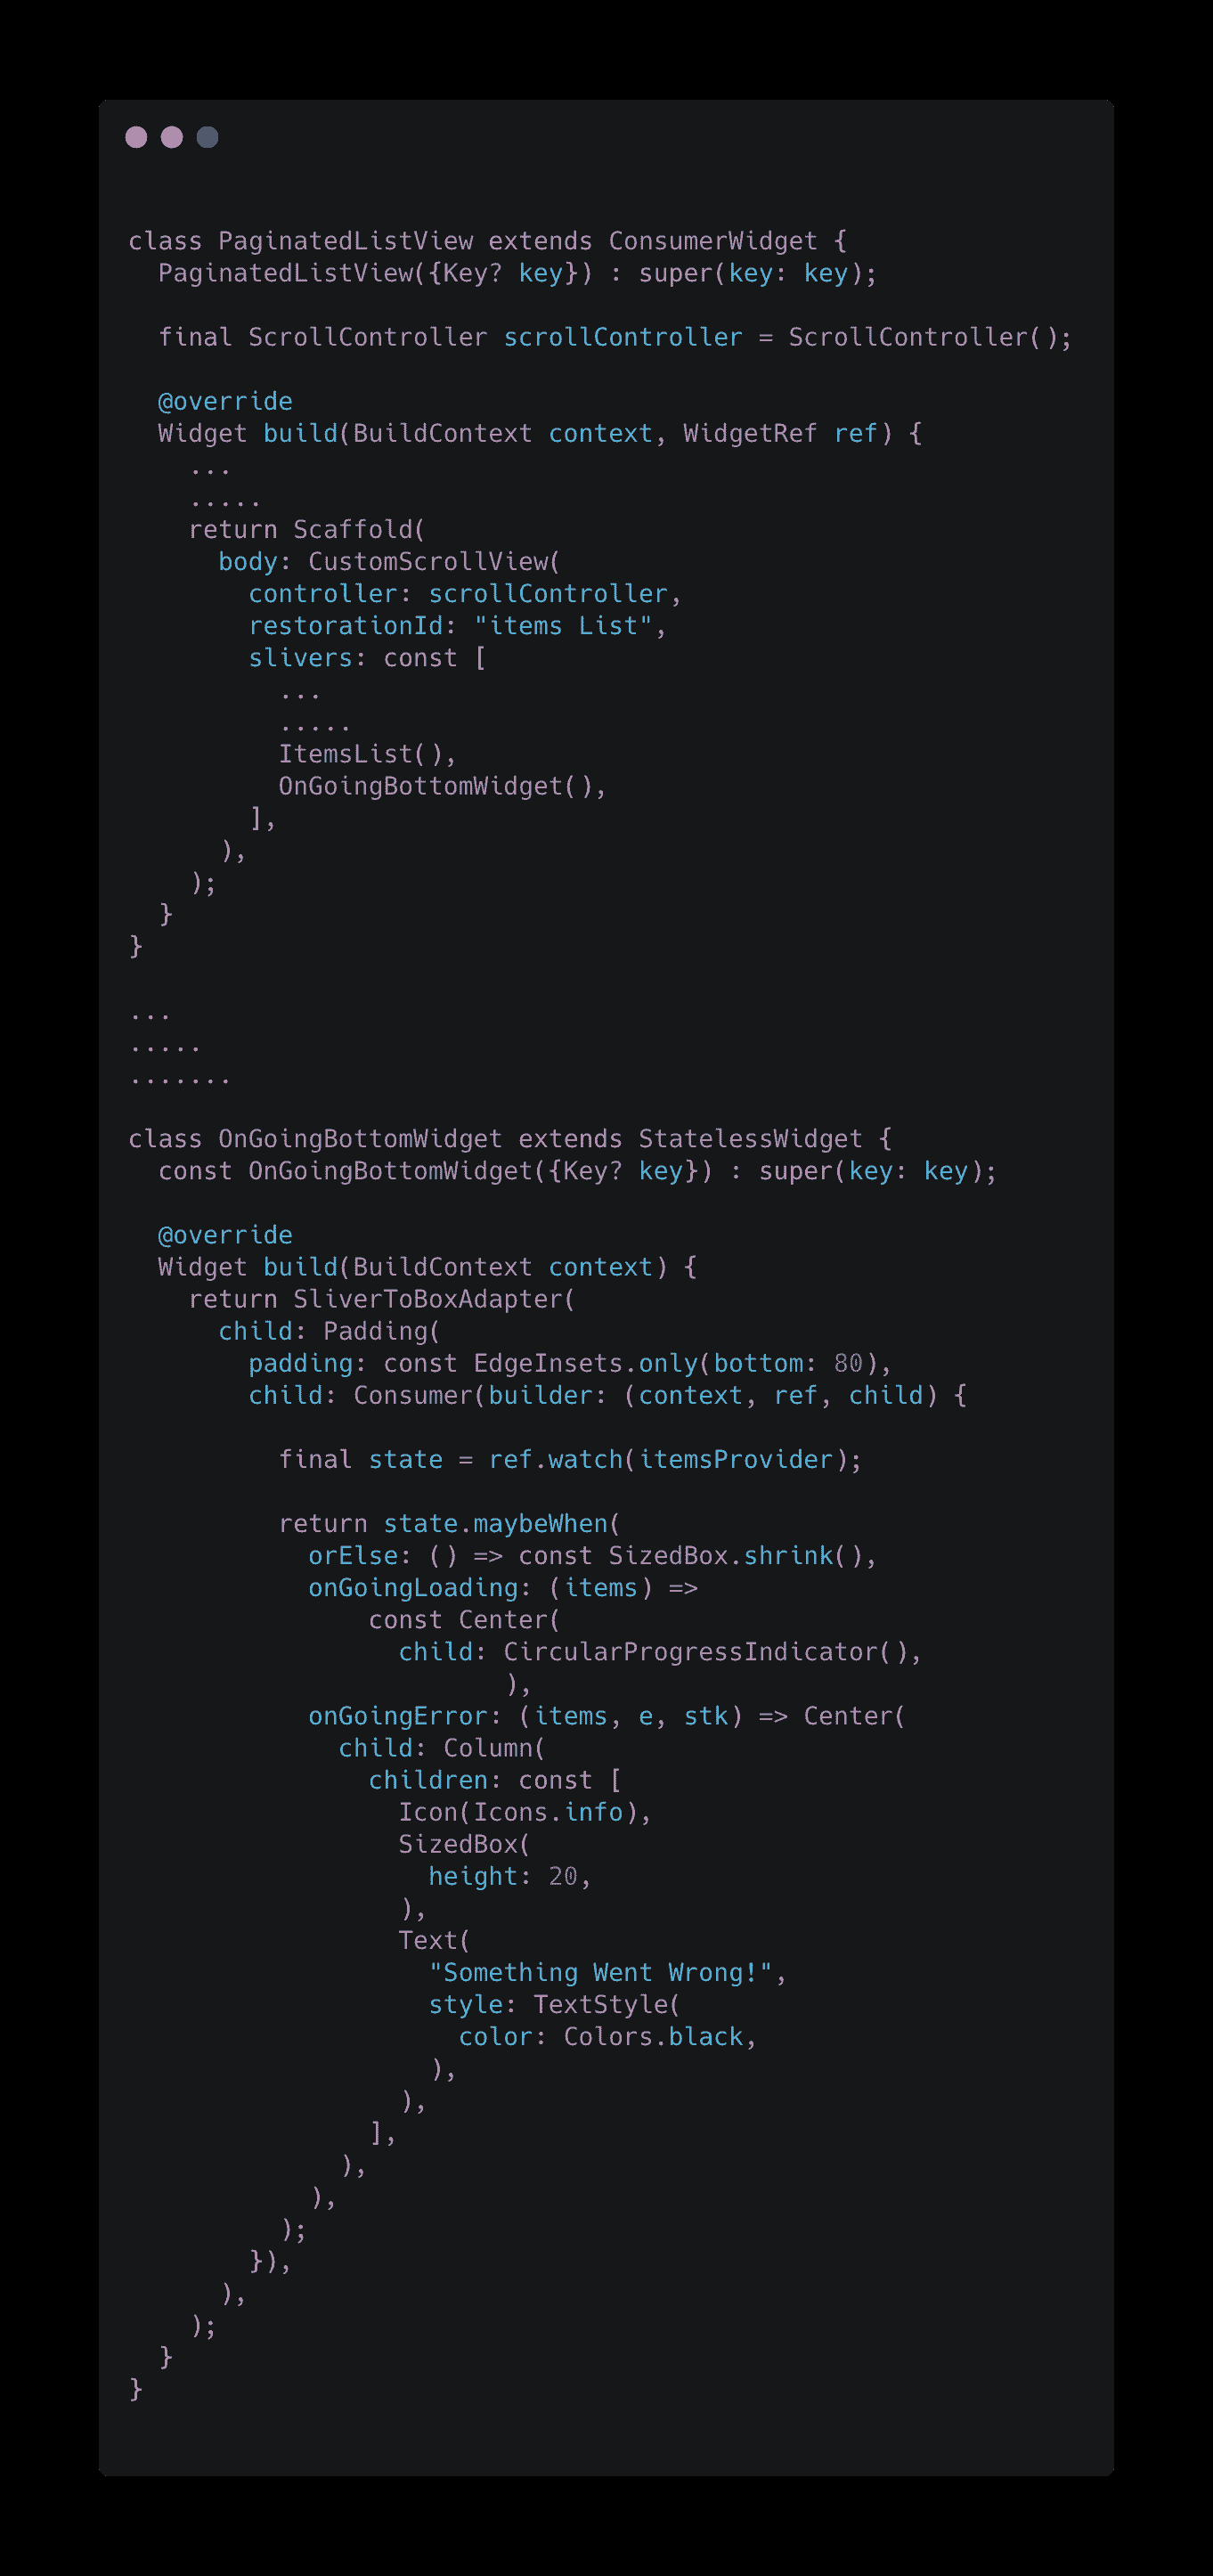 class PaginatedListView extends ConsumerWidget {
  PaginatedListView({Key? key}) : super(key: key);

  final ScrollController scrollController = ScrollController();

  @override
  Widget build(BuildContext context, WidgetRef ref) {
    ...
    .....
    return Scaffold(
      body: CustomScrollView(
        controller: scrollController,
        restorationId: "items List",
        slivers: const [
          ...
          .....
          ItemsList(),
          OnGoingBottomWidget(),
        ],
      ),
    );
  }
}

...
.....
.......

class OnGoingBottomWidget extends StatelessWidget {
  const OnGoingBottomWidget({Key? key}) : super(key: key);

  @override
  Widget build(BuildContext context) {
    return SliverToBoxAdapter(
      child: Padding(
        padding: const EdgeInsets.only(bottom: 80),
        child: Consumer(builder: (context, ref, child) {

          final state = ref.watch(itemsProvider);

          return state.maybeWhen(
            orElse: () => const SizedBox.shrink(),
            onGoingLoading: (items) =>
                const Center(
                  child: CircularProgressIndicator(),
                         ),
            onGoingError: (items, e, stk) => Center(
              child: Column(
                children: const [
                  Icon(Icons.info),
                  SizedBox(
                    height: 20,
                  ),
                  Text(
                    "Something Went Wrong!",
                    style: TextStyle(
                      color: Colors.black,
                    ),
                  ),
                ],
              ),
            ),
          );
        }),
      ),
    );
  }
}